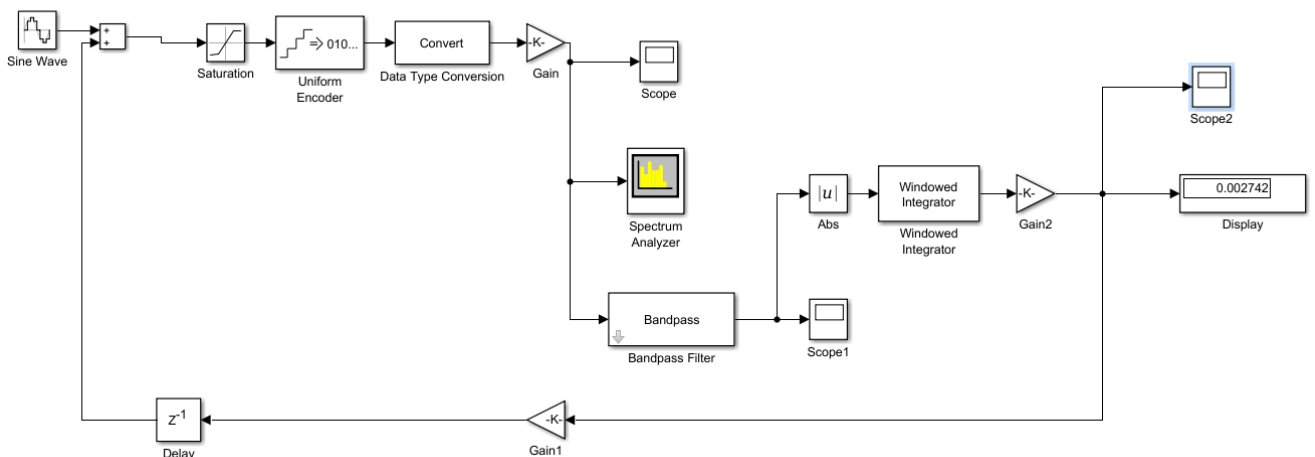 Sine Wave
+
+
Saturation
010...
Uniform
Encoder
Convert
Data Type Conversion
-K-
Gain
Scope
Spectrum
Analyzer
Bandpass
Bandpass Filter
Scope1
|u|
Abs
Windowed
Integrator
Windowed
Integrator
-K-
Gain2
Scope2
0.002742
Display
z-1
Delay
-K-
Gain1